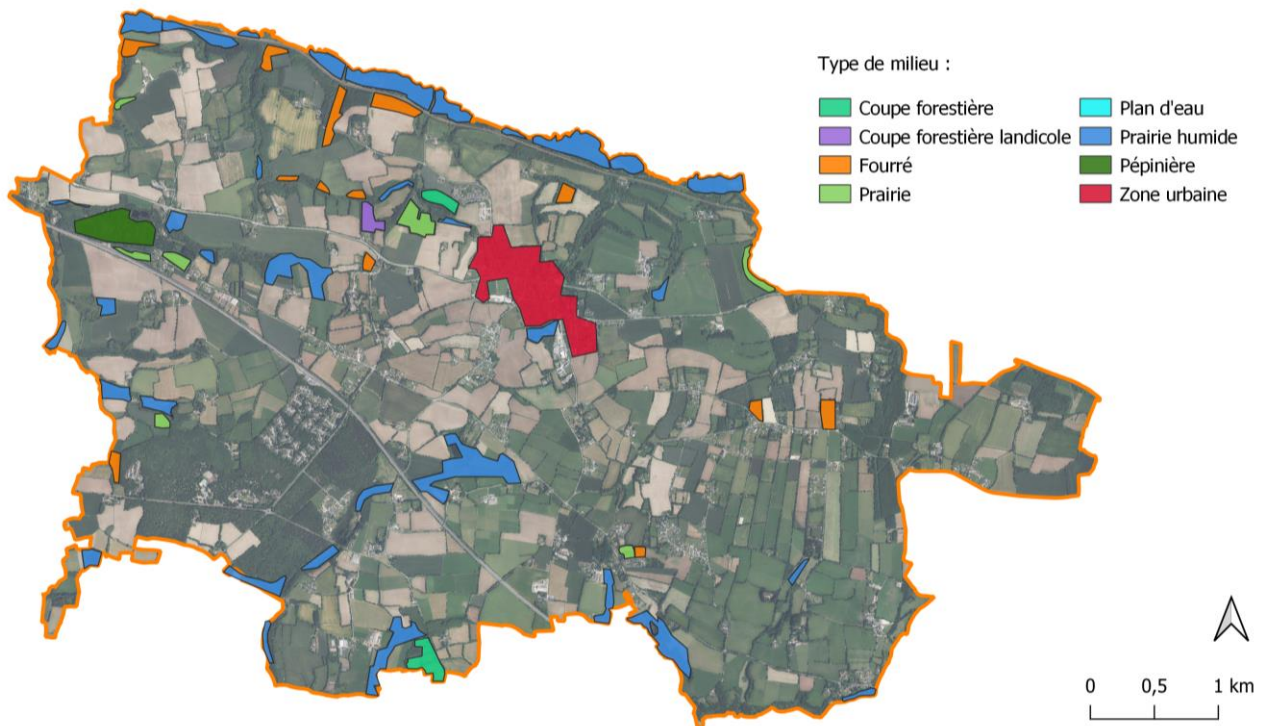 Type de milieu :
Coupe forestière
Coupe forestière landicole
Fourré
Prairie
Plan d'eau
Prairie humide
Pépinière
Zone urbaine
0 0,5 1 km